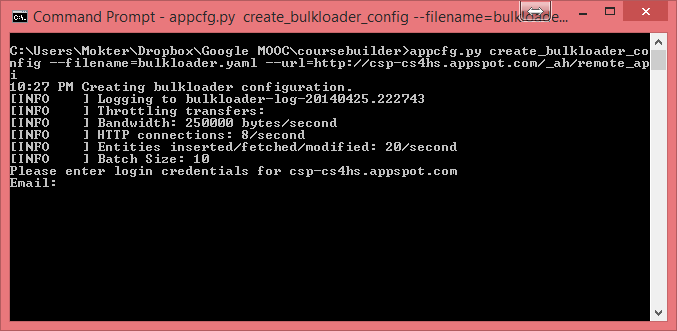 Command Prompt - appcfg.py create_bulkloader_config --filename=bulkloade...
C:\Users\Mokter\Dropbox\Google MOOC\coursebuilder>appcfg.py create_bulkloader_co
nfig --filename=bulkloader.yaml --url=http://csp-cs4hs.appspot.com/_ah/remote_ap
i
10:27 PM Creating bulkloader configuration.
[INFO    ] Logging to bulkloader-log-20140425.222743
[INFO    ] Throttling transfers:
[INFO    ] Bandwidth: 250000 bytes/second
[INFO    ] HTTP connections: 8/second
[INFO    ] Entities inserted/fetched/modified: 20/second
[INFO    ] Batch Size: 10
Please enter login credentials for csp-cs4hs.appspot.com
Email: